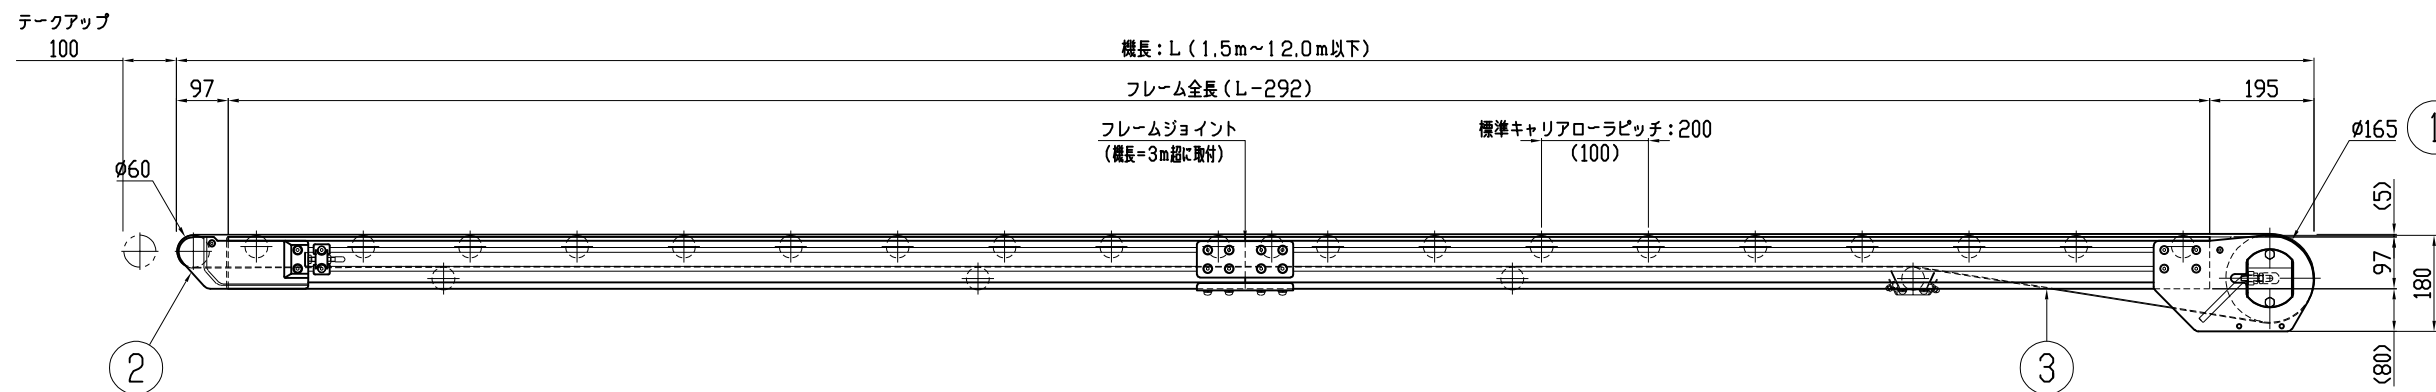 テークアップ
100
機長：L（1.5m～12.0m以下）
97
フレーム全長（L-292）
195
フレームジョイント
（機長=3m超に取付）
標準キャリアローラピッチ：200
(100)
ø165
1
ø60
(5)
97
180
(80)
2
3